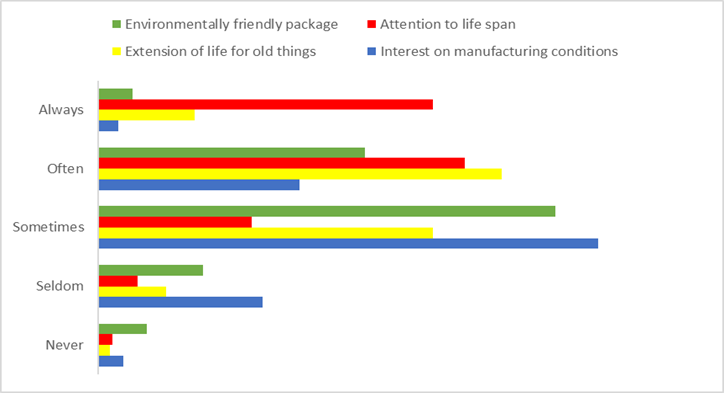 Environmentally friendly package Attention to life span
Extension of life for old things Interest on manufacturing conditions
Always
Often
Sometimes
Seldom
Never